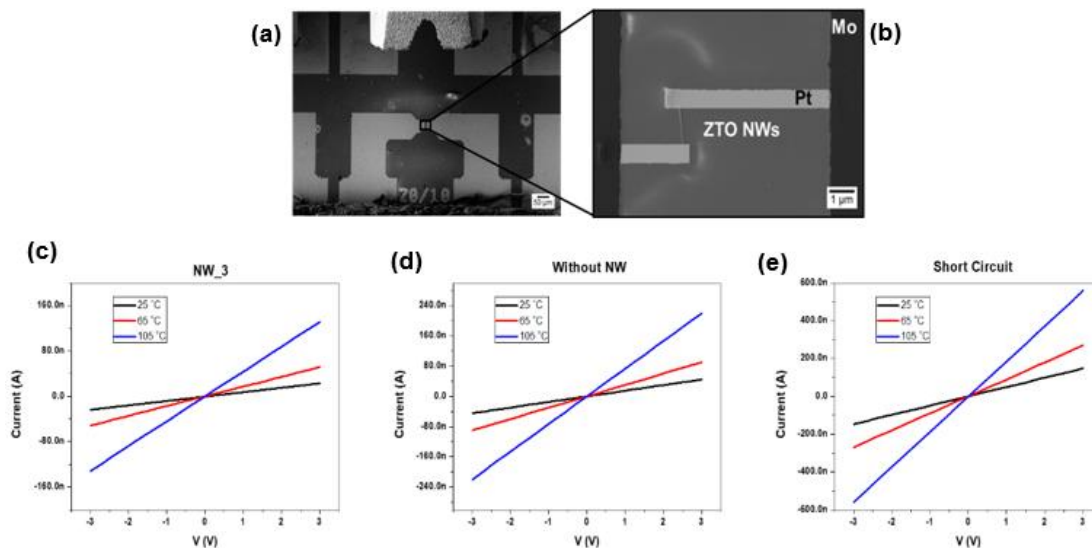 (a)
70/10
50 µm
Mo
(b)
Pt
ZTO NWs
1 µm
(c)
NW_3
160.0n
80.0n
0.0
-80.0n
-160.0n
Current (A)
25 °C
65 °C
105 °C
-3 -2 -1 0 1 2 3
V (V)
(d)
Without NW
240.0n
160.0n
80.0n
0.0
-80.0n
-160.0n
-240.0n
Current (A)
25 °C
65 °C
105 °C
-3 -2 -1 0 1 2 3
V (V)
(e)
Short Circuit
600.0n
400.0n
200.0n
0.0
-200.0n
-400.0n
-600.0n
Current (A)
25 °C
65 °C
105 °C
-3 -2 -1 0 1 2 3
V (V)